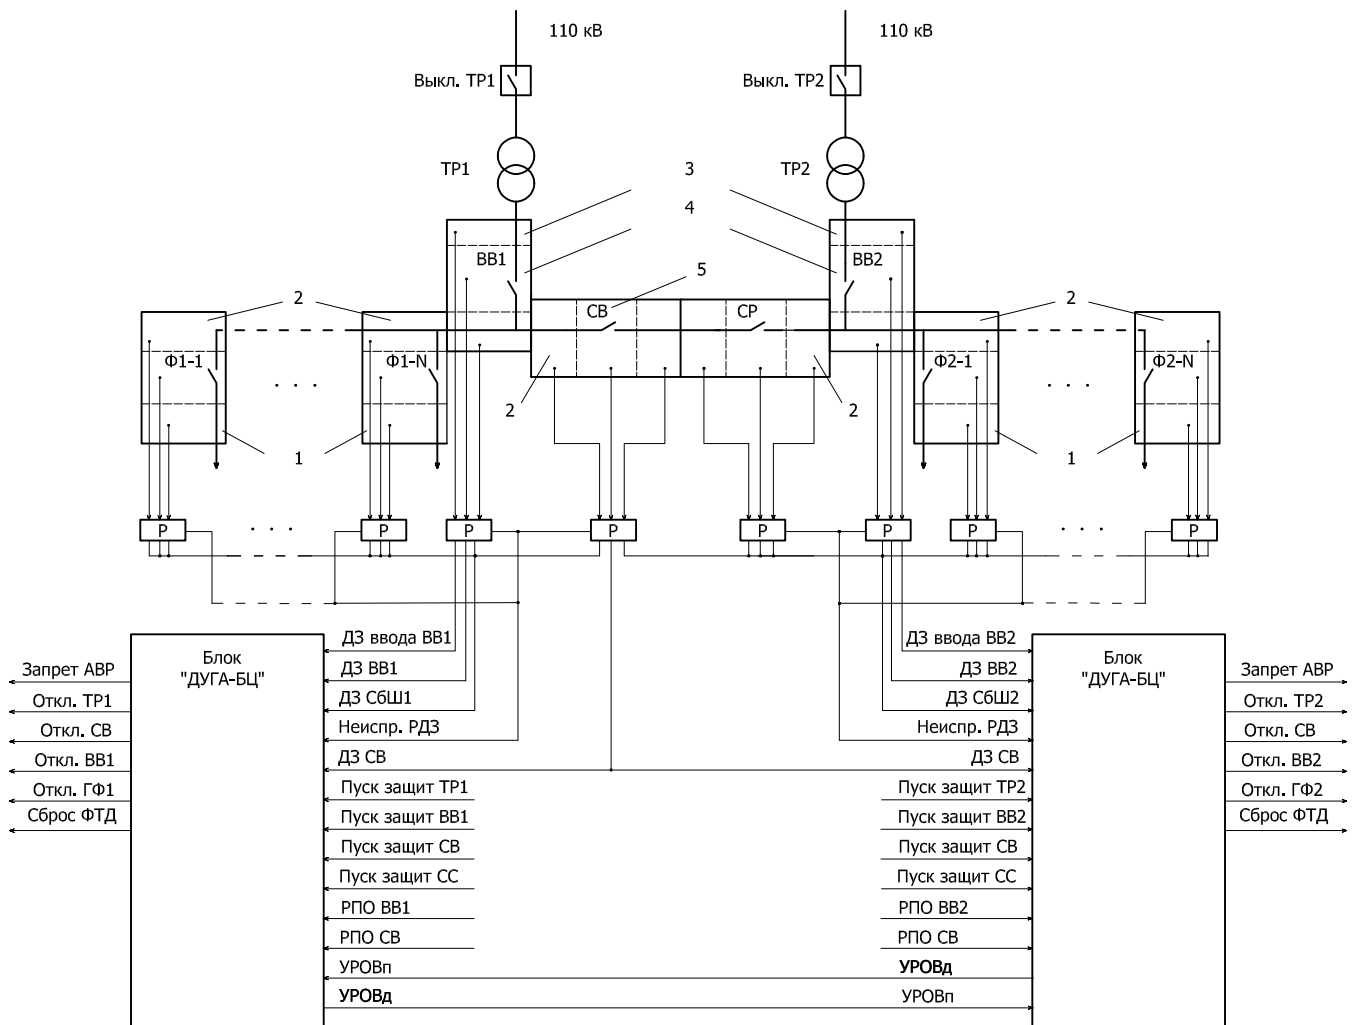 110 кВ
110 кВ
Выкл. ТР1
Выкл. ТР2
ТР1
3
ТР2
4
ВВ1
5
ВВ2
2
СВ
СР
2
Ф1-1
. . .
Ф1-N
2
2
Ф2-1
. . .
Ф2-N
1
1
Р
. . .
Р
Р
Р
Р
Р
Р
. . .
Р
Блок
"ДУГА-БЦ"
Запрет АВР
Откл. ТР1
Откл. СВ
Откл. ВВ1
Откл. ГФ1
Сброс ФТД
ДЗ ввода ВВ1
ДЗ ВВ1
ДЗ СбШ1
Неиспр. РДЗ
ДЗ СВ
Пуск защит ТР1
Пуск защит ВВ1
Пуск защит СВ
Пуск защит СС
РПО ВВ1
РПО СВ
УРОВп
УРОВд
ДЗ ввода ВВ2
ДЗ ВВ2
ДЗ СбШ2
Неиспр. РДЗ
ДЗ СВ
Пуск защит ТР2
Пуск защит ВВ2
Пуск защит СВ
Пуск защит СС
РПО ВВ2
РПО СВ
УРОВд
УРОВп
Блок
"ДУГА-БЦ"
Запрет АВР
Откл. ТР2
Откл. СВ
Откл. ВВ2
Откл. ГФ2
Сброс ФТД